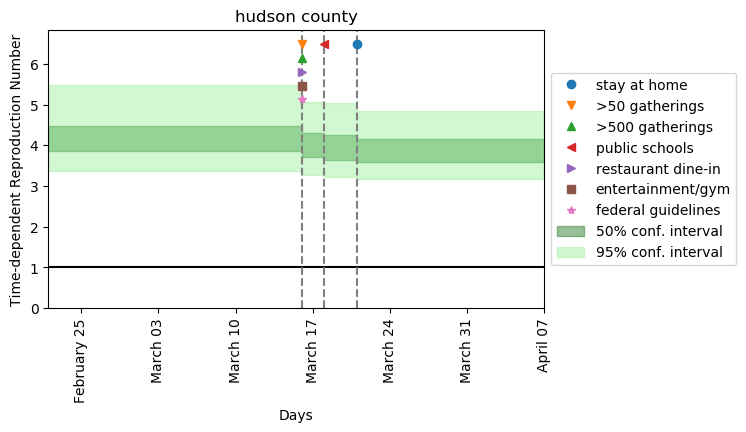 hudson county
Time-dependent Reproduction Number
6
5
4
3
2
1
0
February 25
March 03
March 10
March 17
March 24
March 31
April 07
Days
stay at home
>50 gatherings
>500 gatherings
public schools
restaurant dine-in
entertainment/gym
federal guidelines
50% conf. interval
95% conf. interval